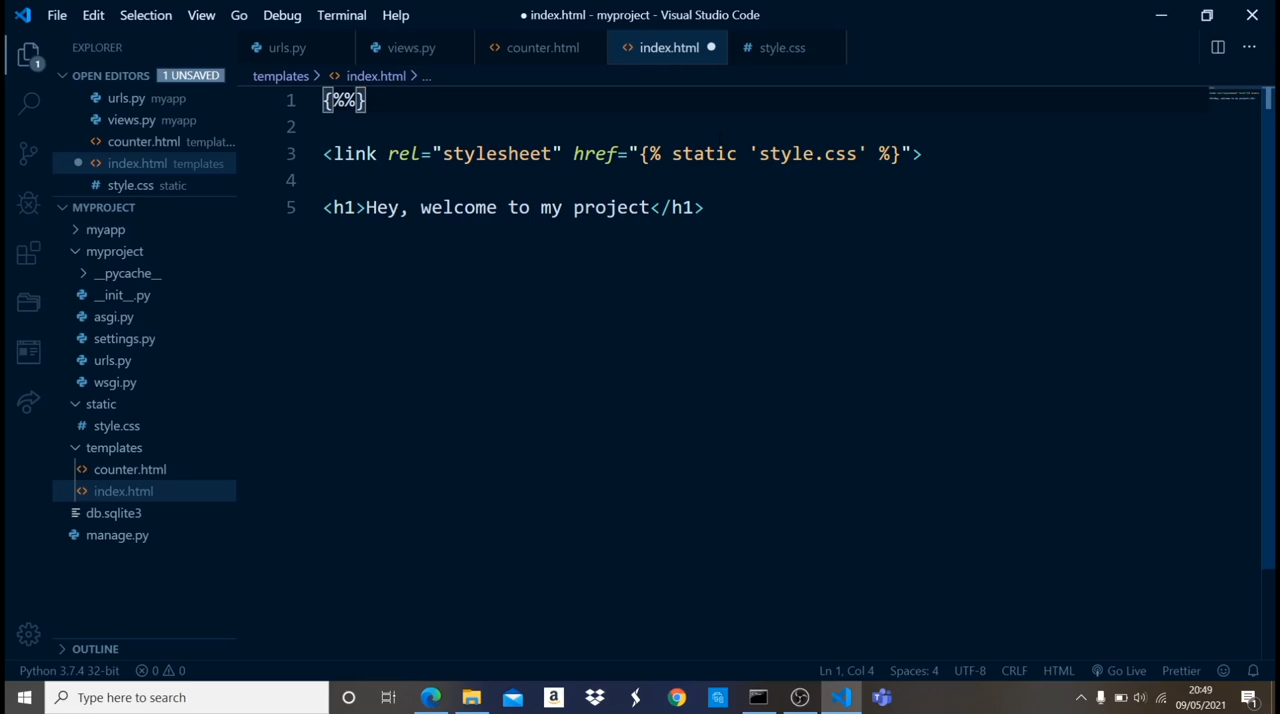 File Edit Selection View Go Debug Terminal Help
● index.html - myproject - Visual Studio Code
EXPLORER
OPEN EDITORS 1 UNSAVED
urls.py myapp
views.py myapp
counter.html templat...
index.html templates
style.css static
MYPROJECT
myapp
myproject
__pycache__
__init__.py
asgi.py
settings.py
urls.py
wsgi.py
static
style.css
templates
counter.html
index.html
db.sqlite3
manage.py
OUTLINE
1
urls.py views.py counter.html index.html ● # style.css
templates > index.html > ...
1 {%%}
2
3 <link rel="stylesheet" href="{% static 'style.css' %}">
4
5 <h1>Hey, welcome to my project</h1>
Python 3.7.4 32-bit 0 0 Ln 1, Col 4 Spaces: 4 UTF-8 CRLF HTML Go Live Prettier
Type here to search
20:49
09/05/2021
1